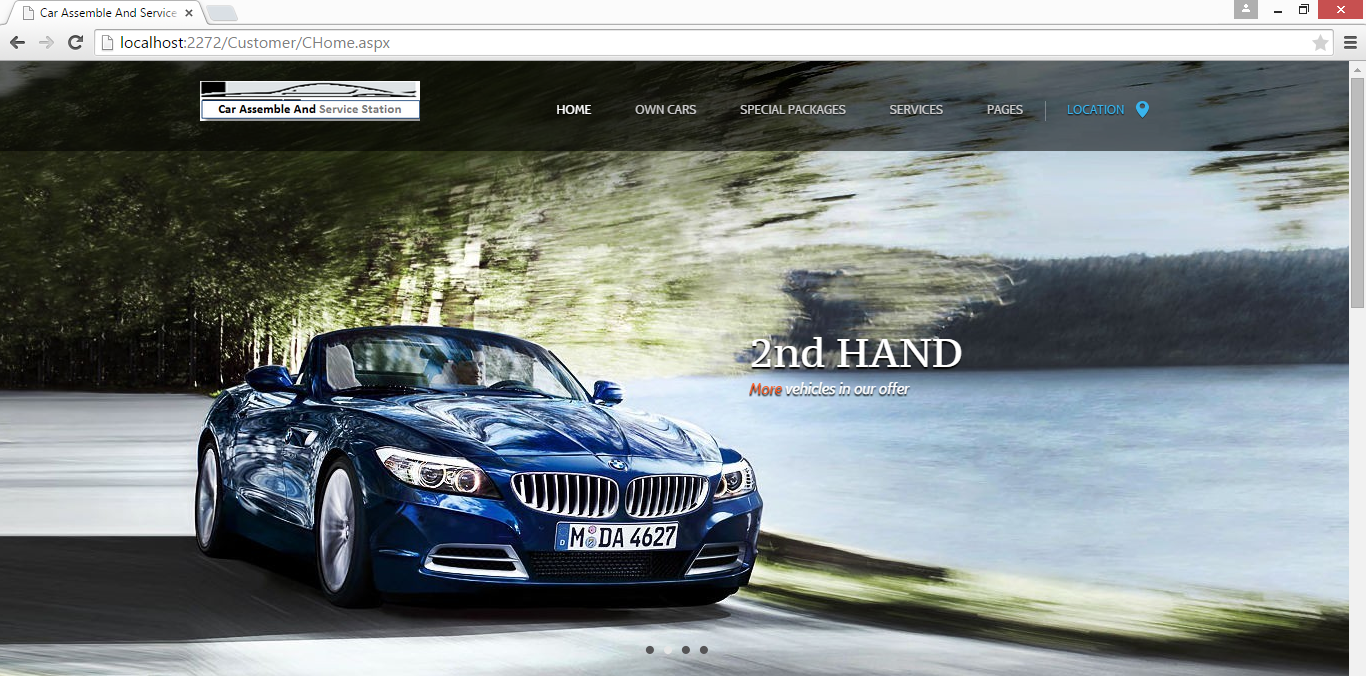 Car Assemble And Service
localhost:2272/Customer/CHome.aspx
Car Assemble And Service Station
HOME
OWN CARS
SPECIAL PACKAGES
SERVICES
PAGES
LOCATION
2nd HAND
More vehicles in our offer
D M DA 4627